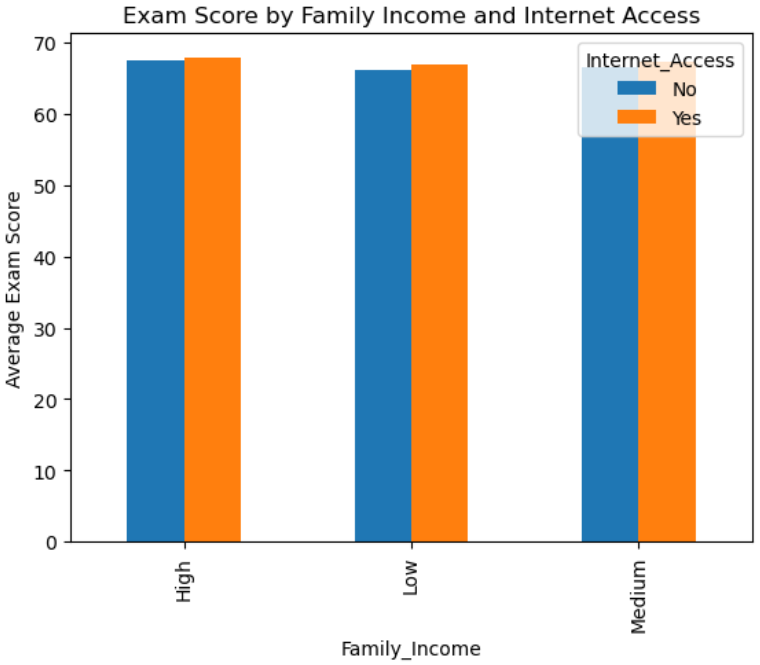 Exam Score by Family Income and Internet Access
Average Exam Score
70
60
50
40
30
20
10
0
Internet_Access
No
Yes
High
Low
Medium
Family_Income